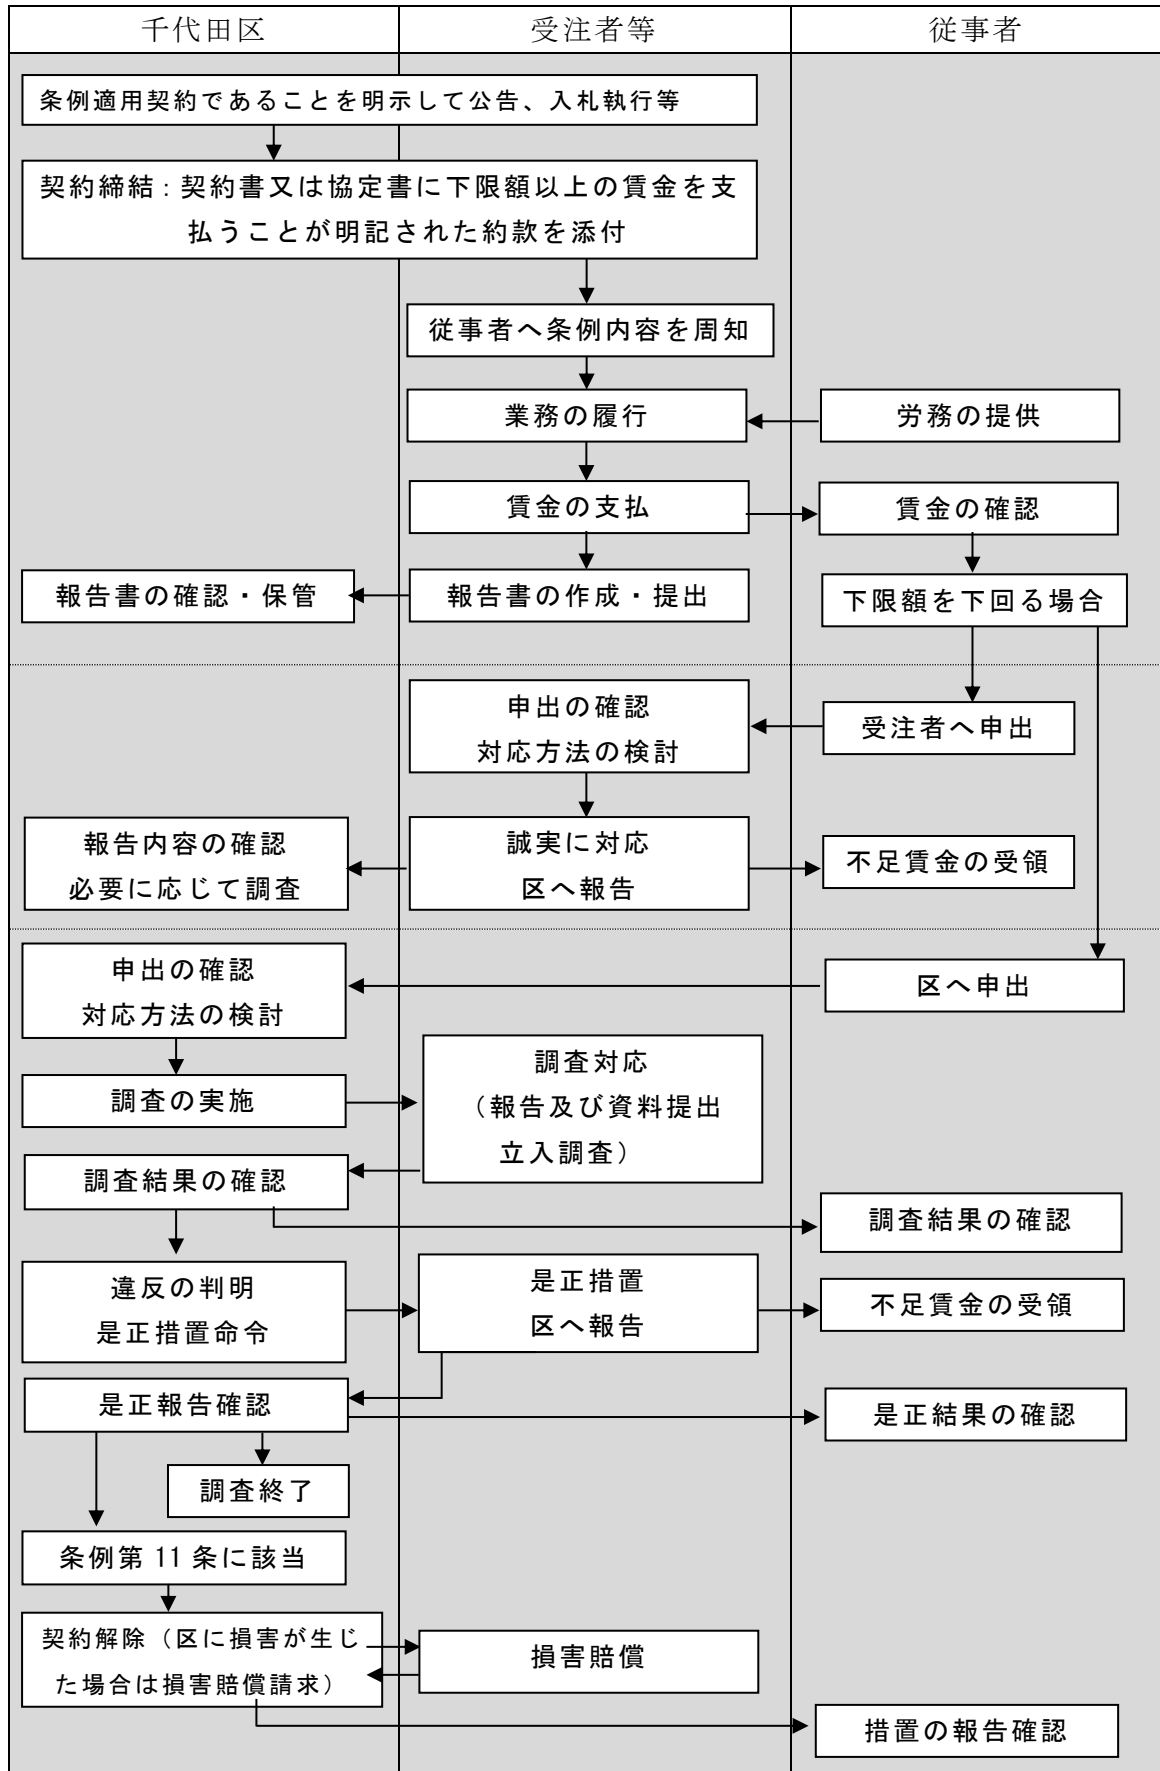 千代田区
受注者等
従事者
条例適用契約であることを明示して公告、入札執行等
契約締結：契約書又は協定書に下限額以上の賃金を支
払うことが明記された約款を添付
従事者へ条例内容を周知
業務の履行
労務の提供
賃金の支払
賃金の確認
報告書の確認・保管
報告書の作成・提出
下限額を下回る場合
申出の確認
対応方法の検討
受注者へ申出
報告内容の確認
必要に応じて調査
誠実に対応
区へ報告
不足賃金の受領
申出の確認
対応方法の検討
区へ申出
調査の実施
調査対応
（報告及び資料提出
立入調査）
調査結果の確認
調査結果の確認
違反の判明
是正措置命令
是正措置
区へ報告
不足賃金の受領
是正報告確認
是正結果の確認
調査終了
条例第 11 条に該当
契約解除（区に損害が生じ
た場合は損害賠償請求）
損害賠償
措置の報告確認